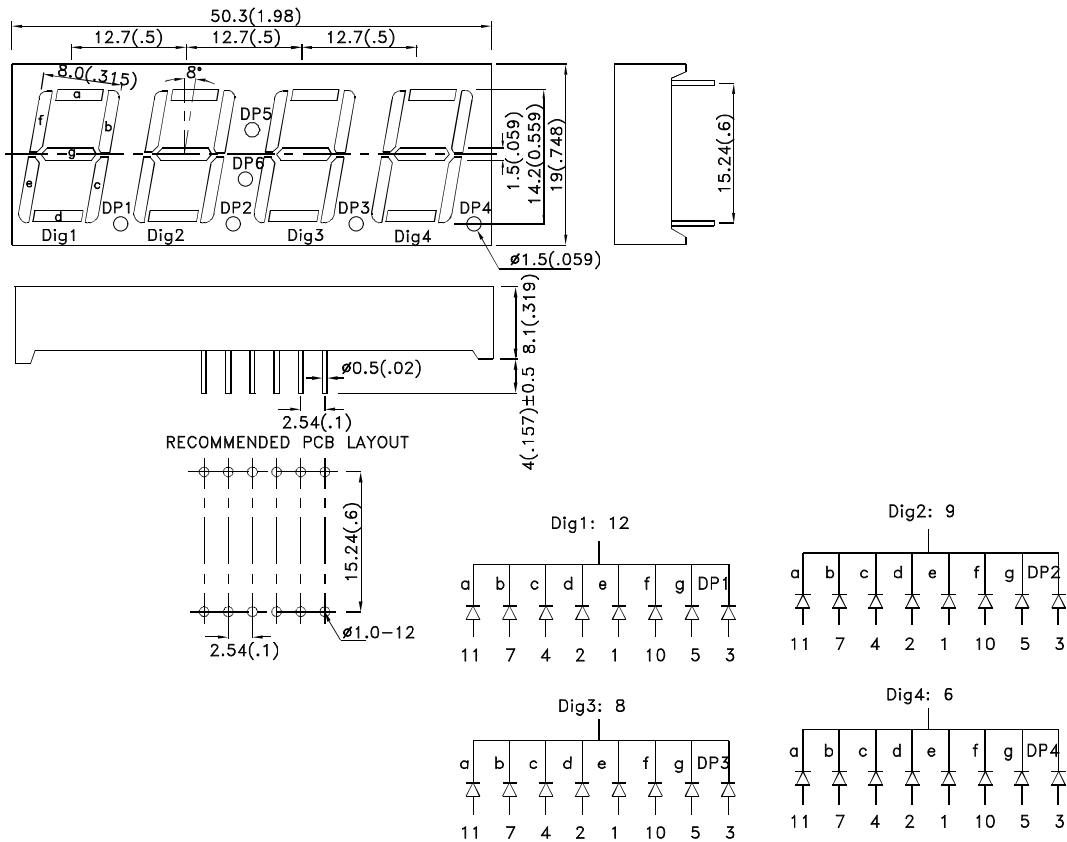 50.3(1.98)
12.7(.5) 12.7(.5) 12.7(.5)
8.0(.315)
8°
a
f
b
g
e
c
d
DP1
Dig1
DP2
Dig2
DP5
DP6
DP3
Dig3
DP4
Dig4
1.5(.059)
14.2(0.559)
19(.748)
ø1.5(.059)
15.24(.6)
8.1(.319)
4(.157)±0.5
ø0.5(.02)
2.54(.1)
RECOMMENDED PCB LAYOUT
15.24(.6)
ø1.0-12
2.54(.1)
Dig1: 12
a b c d e f g DP1
11 7 4 2 1 10 5 3
Dig2: 9
a b c d e f g DP2
11 7 4 2 1 10 5 3
Dig3: 8
a b c d e f g DP3
11 7 4 2 1 10 5 3
Dig4: 6
a b c d e f g DP4
11 7 4 2 1 10 5 3